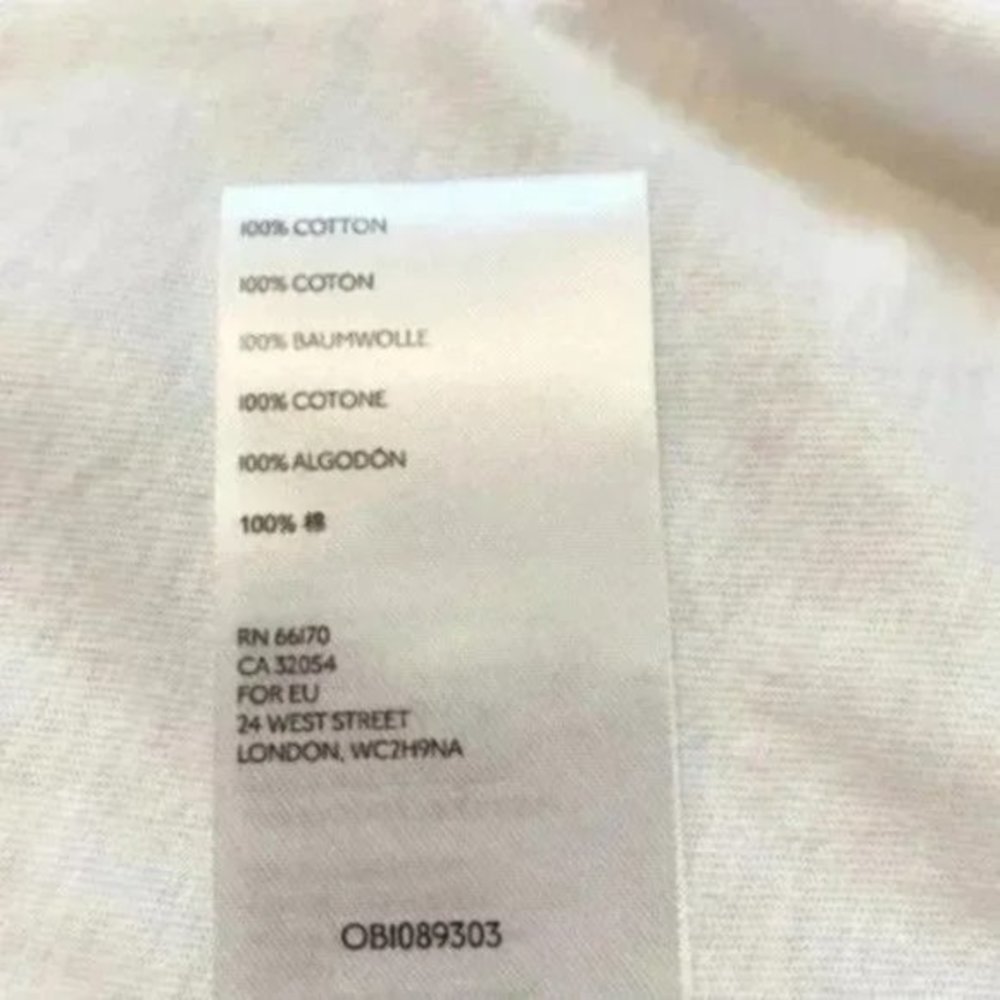 100% COTTON
100% COTON
100% BAUMWOLLE
100% COTONE
100% ALGODÓN
100% 棉
RN 66170
CA 32054
FOR EU
24 WEST STREET
LONDON, WC2H9NA
OB1089303